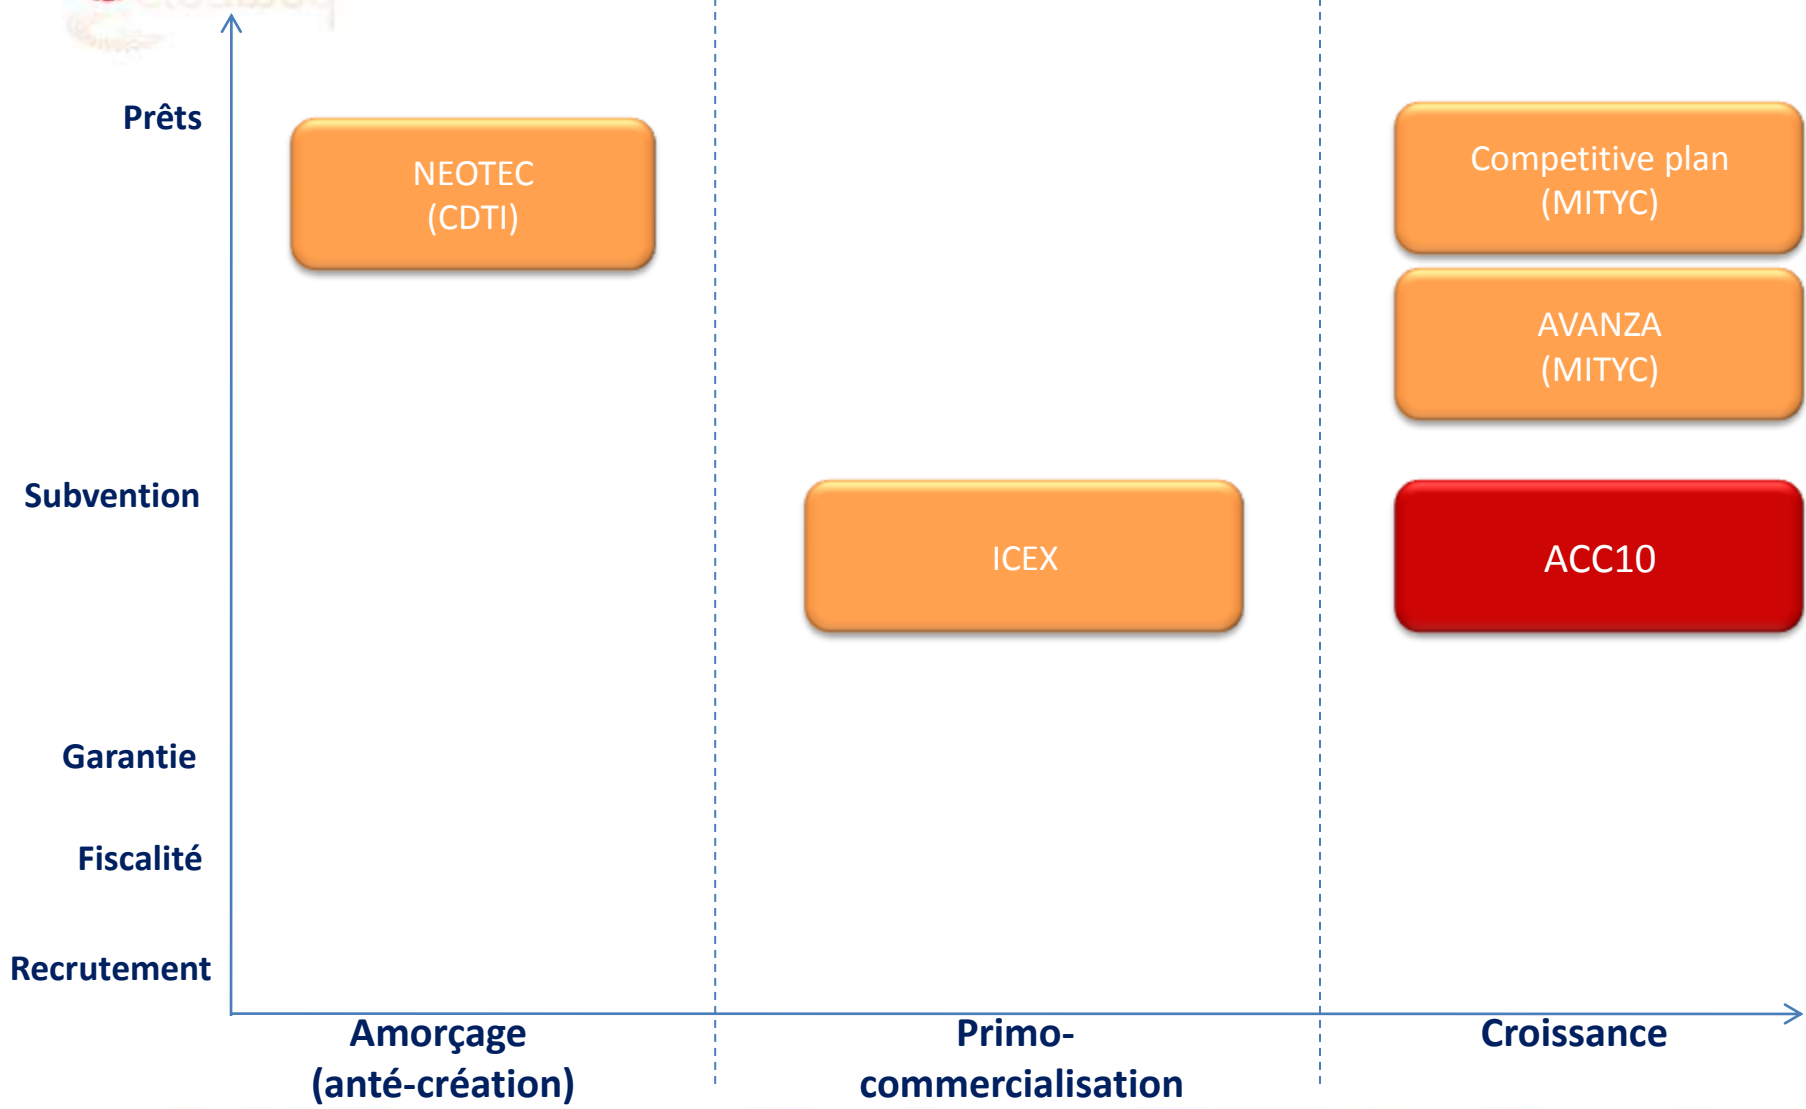 Prêts
NEOTEC
(CDTI)
Competitive plan
(MITYC)
AVANZA
(MITYC)
Subvention
ICEX
ACC10
Garantie
Fiscalité
Recrutement
Amorçage
(anté-création)
Primo-
commercialisation
Croissance